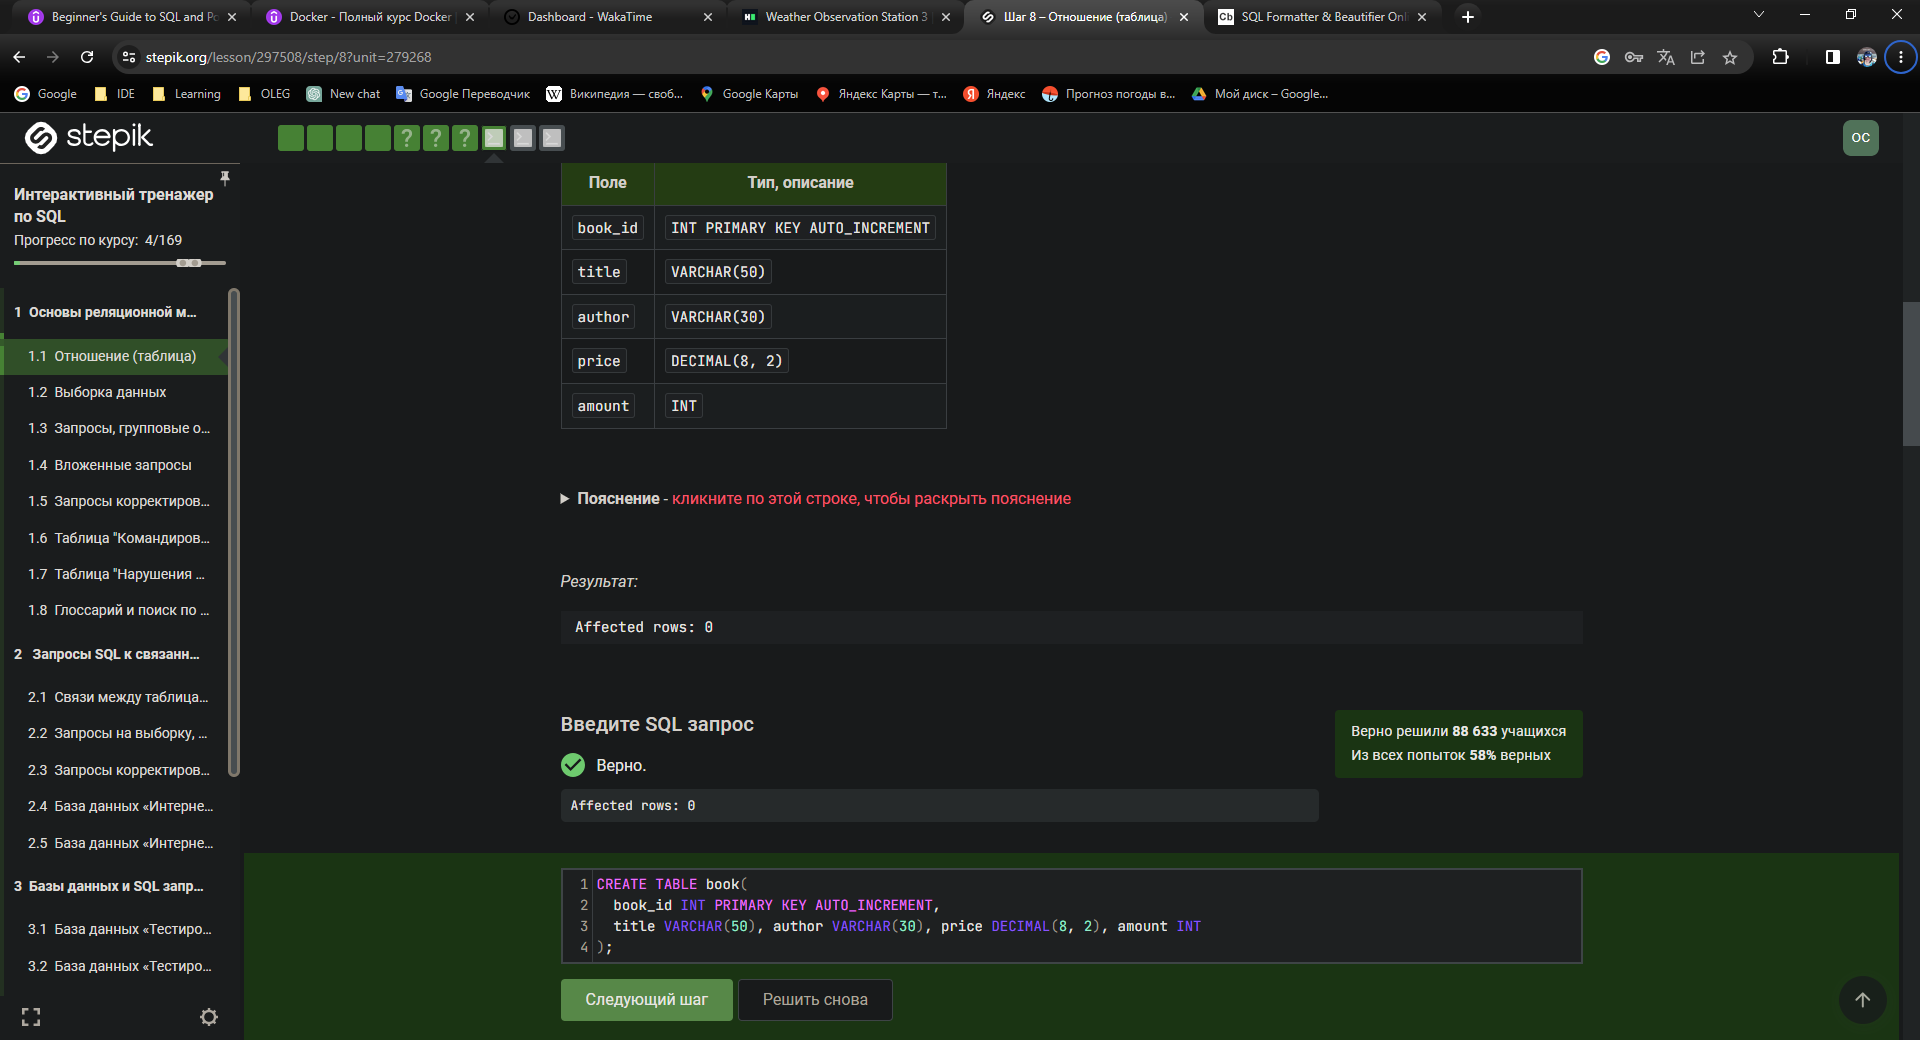 Beginner's Guide to SQL and Po
Docker - Полный курс Docker
Dashboard - WakaTime
Weather Observation Station 3
Шаг 8 – Отношение (таблица)
SQL Formatter & Beautifier Onli
stepik.org/lesson/297508/step/8?unit=279268
Google
IDE
Learning
OLEG
New chat
Google Переводчик
Википедия — своб...
Google Карты
Яндекс Карты — т...
Яндекс
Прогноз погоды в...
Мой диск – Google...
stepik
? ? ?
OC
Интерактивный тренажер
по SQL
Прогресс по курсу: 4/169
1 Основы реляционной м...
1.1 Отношение (таблица)
1.2 Выборка данных
1.3 Запросы, групповые о...
1.4 Вложенные запросы
1.5 Запросы корректиров...
1.6 Таблица "Командиров...
1.7 Таблица "Нарушения ...
1.8 Глоссарий и поиск по ...
2 Запросы SQL к связанн...
2.1 Связи между таблица...
2.2 Запросы на выборку, ...
2.3 Запросы корректиров...
2.4 База данных «Интерне...
2.5 База данных «Интерне...
3 Базы данных и SQL запр...
3.1 База данных «Тестиро...
3.2 База данных «Тестиро...
Поле Тип, описание
book_id INT PRIMARY KEY AUTO_INCREMENT
title VARCHAR(50)
author VARCHAR(30)
price DECIMAL(8, 2)
amount INT
Пояснение - кликните по этой строке, чтобы раскрыть пояснение
Результат:
Affected rows: 0
Введите SQL запрос
Верно.
Affected rows: 0
Верно решили 88 633 учащихся
Из всех попыток 58% верных
1 CREATE TABLE book(
2 book_id INT PRIMARY KEY AUTO_INCREMENT,
3 title VARCHAR(50), author VARCHAR(30), price DECIMAL(8, 2), amount INT
4 );
Следующий шаг
Решить снова